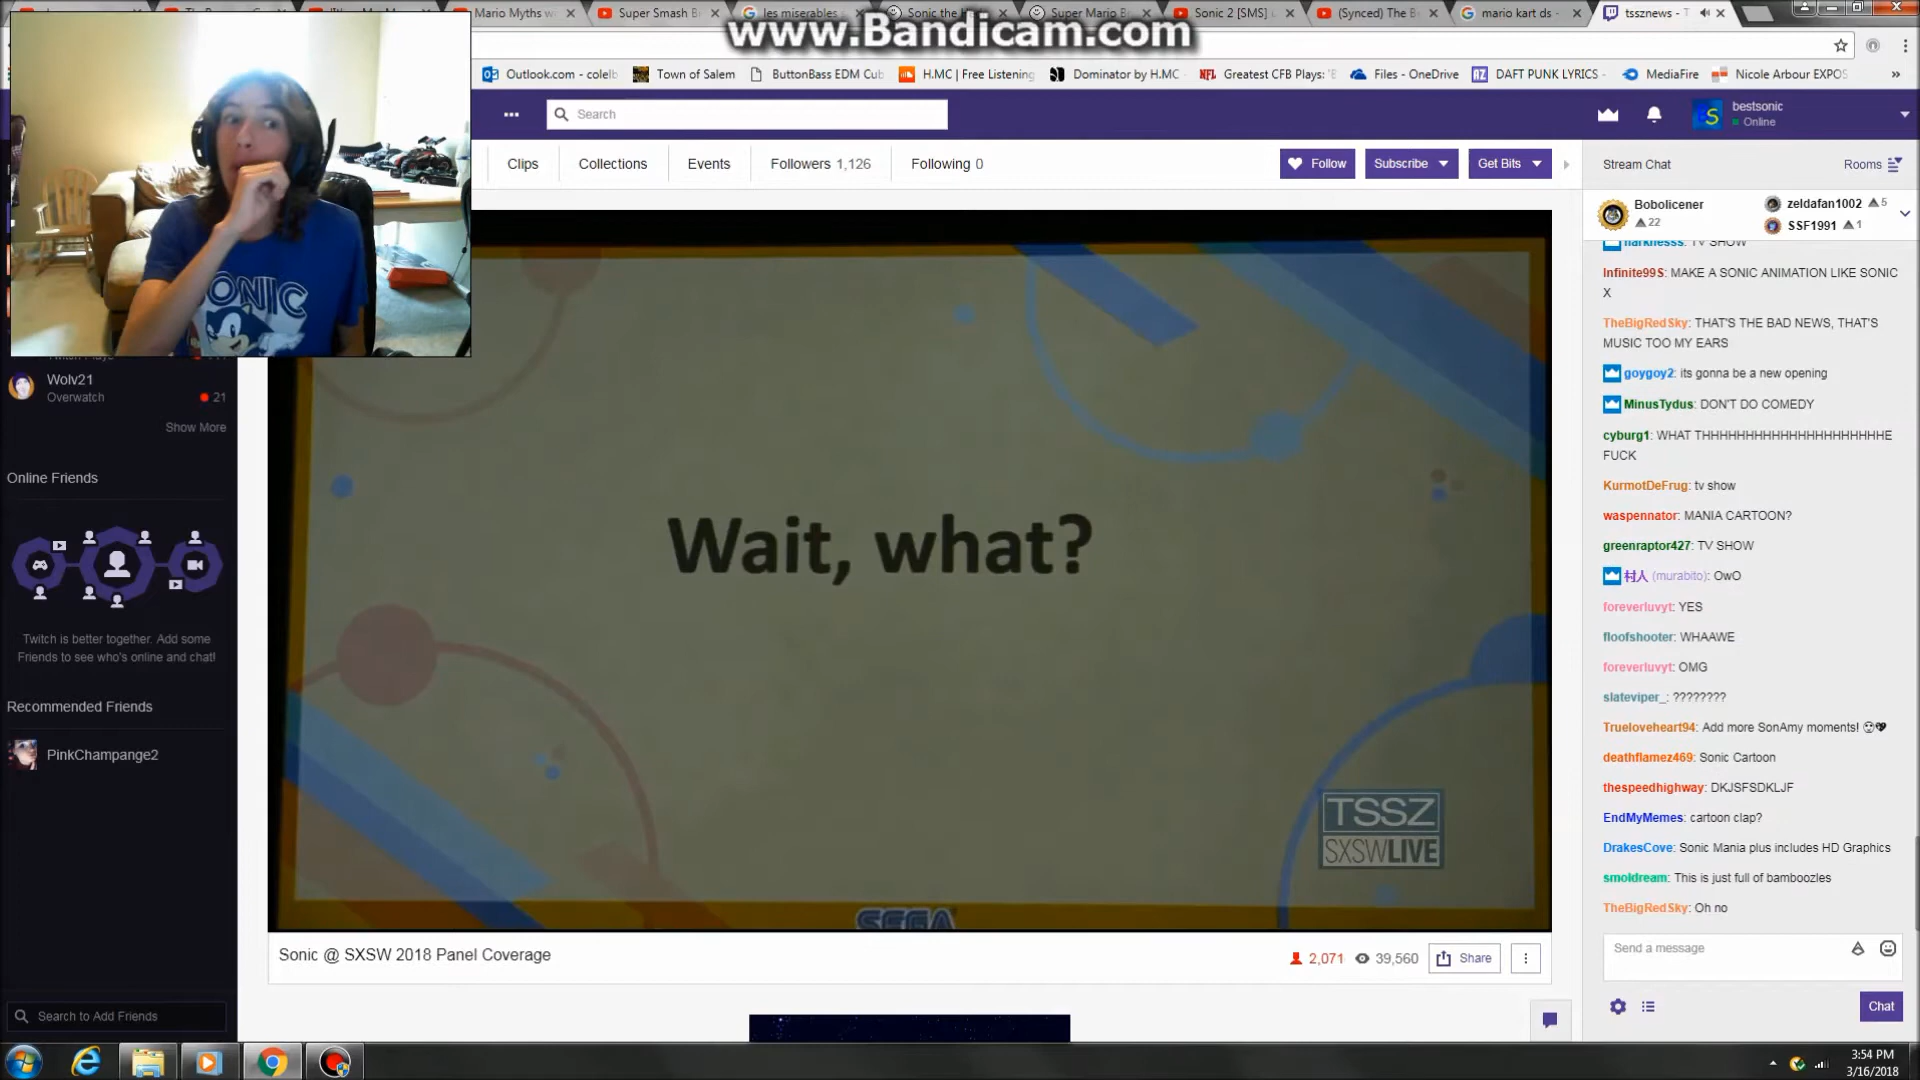 Mario Myths w
Super Smash B
les miserables
Sonic the H
Super Mario B
Sonic 2 [SMS]
(Synced) The B
mario kart ds -
tssznews - T
www.Bandicam.com
Outlook.com - colelb
Town of Salem
ButtonBass EDM Cub
H.MC | Free Listening
Dominator by H.MC
Greatest CFB Plays: 'E
Files - OneDrive
DAFT PUNK LYRICS -
MediaFire
Nicole Arbour EXPOS
»
Search
bestsonic
Online
Clips
Collections
Events
Followers 1,126
Following 0
Follow
Subscribe
Get Bits
Stream Chat
Rooms
Bobolicener
22
zeldafan1002 5
SSF1991 1
SONIC
Wolv21
Overwatch
21
Show More
Online Friends
Twitch is better together. Add some
Friends to see who's online and chat!
Recommended Friends
PinkChampange2
Search to Add Friends
Wait, what?
TSSZ
SXSWLIVE
SEGA
Sonic @ SXSW 2018 Panel Coverage
2,071
39,560
Share
harknesss: TV SHOW
Infinite99S: MAKE A SONIC ANIMATION LIKE SONIC
X
TheBigRedSky: THAT'S THE BAD NEWS, THAT'S
MUSIC TOO MY EARS
goygoy2: its gonna be a new opening
MinusTydus: DON'T DO COMEDY
cyburg1: WHAT THHHHHHHHHHHHHHHHHHHHHE
FUCK
KurmotDeFrug: tv show
waspennator: MANIA CARTOON?
greenraptor427: TV SHOW
村人 (murabito): OwO
foreverluvyt: YES
floofshooter: WHAAWE
foreverluvyt: OMG
slateviper_: ????????
Trueloveheart94: Add more SonAmy moments!
deathflamez469: Sonic Cartoon
thespeedhighway: DKJSFSDKLJF
EndMyMemes: cartoon clap?
DrakesCove: Sonic Mania plus includes HD Graphics
smoldream: This is just full of bamboozles
TheBigRedSky: Oh no
Send a message
Chat
3:54 PM
3/16/2018